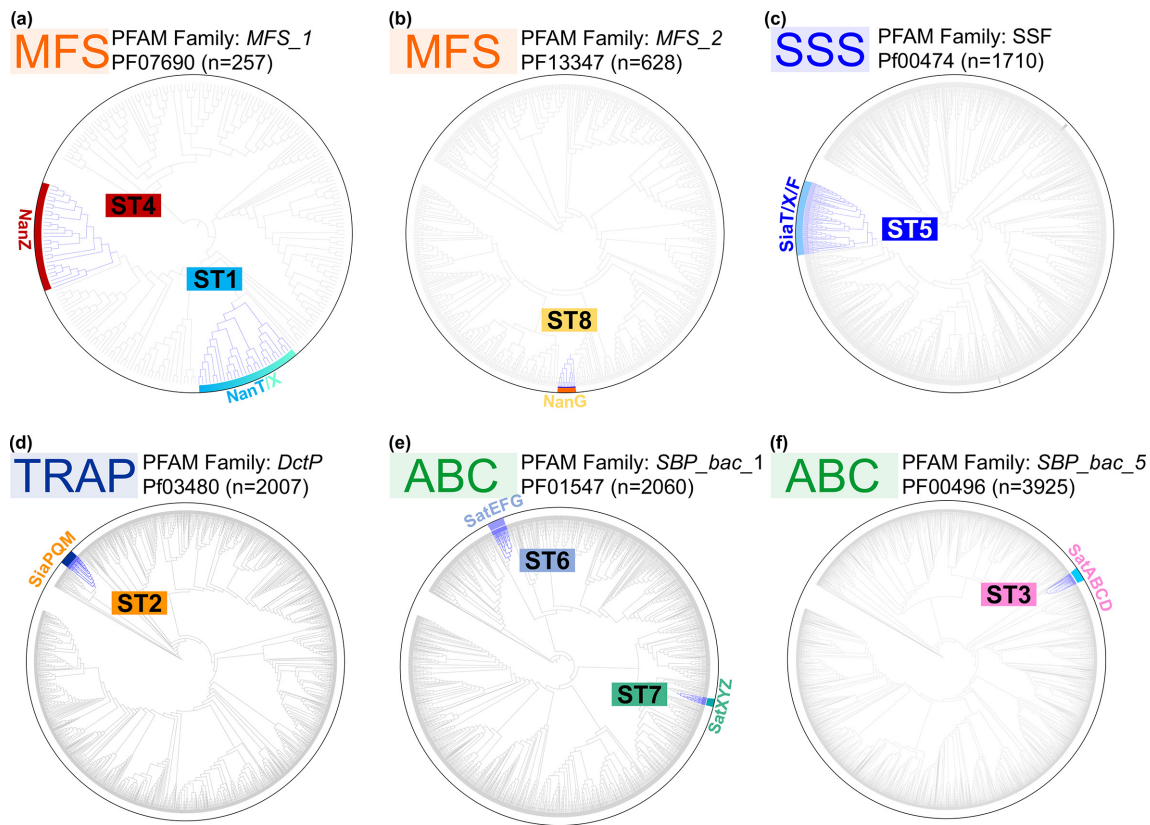 (a)
MFS PFAM Family: MFS_1
PF07690 (n=257)
ST4
NanZ
ST1
NanT/X
(b)
MFS PFAM Family: MFS_2
PF13347 (n=628)
ST8
NanG
(c)
SSS PFAM Family: SSF
Pf00474 (n=1710)
SiaT/X/F
ST5
(d)
TRAP PFAM Family: DctP
Pf03480 (n=2007)
SiaPQM
ST2
(e)
ABC PFAM Family: SBP_bac_1
PF01547 (n=2060)
SatEFG
ST6
ST7
SatXYZ
(f)
ABC PFAM Family: SBP_bac_5
PF00496 (n=3925)
ST3
SatABCD